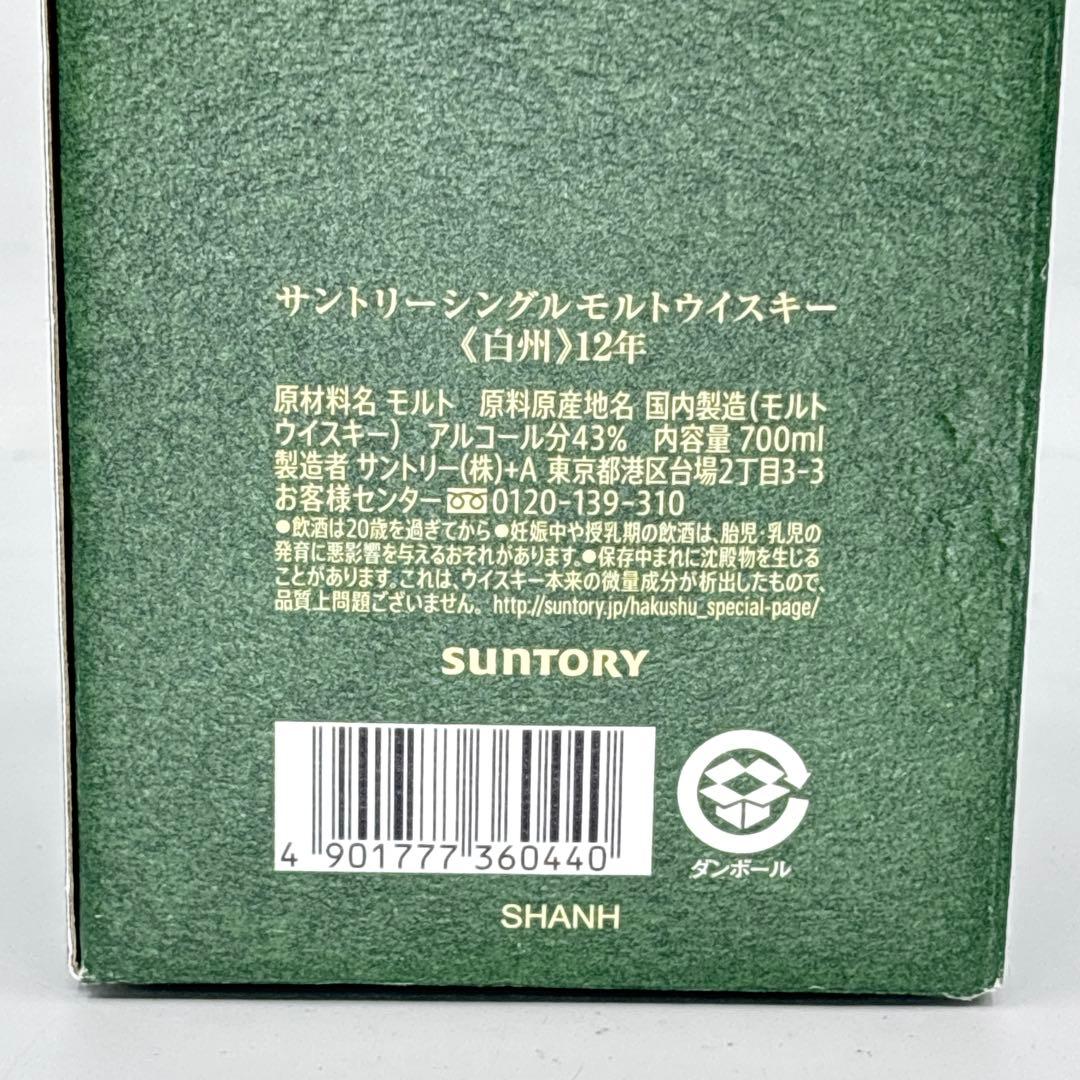 サントリーシングルモルトウイスキー
《白州》12年
原材料名 モルト 原料原産地名 国内製造(モルト
ウイスキー) アルコール分43% 内容量 700ml
製造者 サントリー(株)+A 東京都港区台場2丁目3-3
お客様センター 0120-139-310
●飲酒は20歳を過ぎてから●妊娠中や授乳期の飲酒は、胎児・乳児の
発育に悪影響を与えるおそれがあります。●保存中まれに沈殿物を生じる
ことがあります。これは、ウイスキー本来の微量成分が析出したもので、
品質上問題ございません。 http://suntory.jp/hakushu_special-page/
SUNTORY
4 901777 360440
ダンボール
SHANH